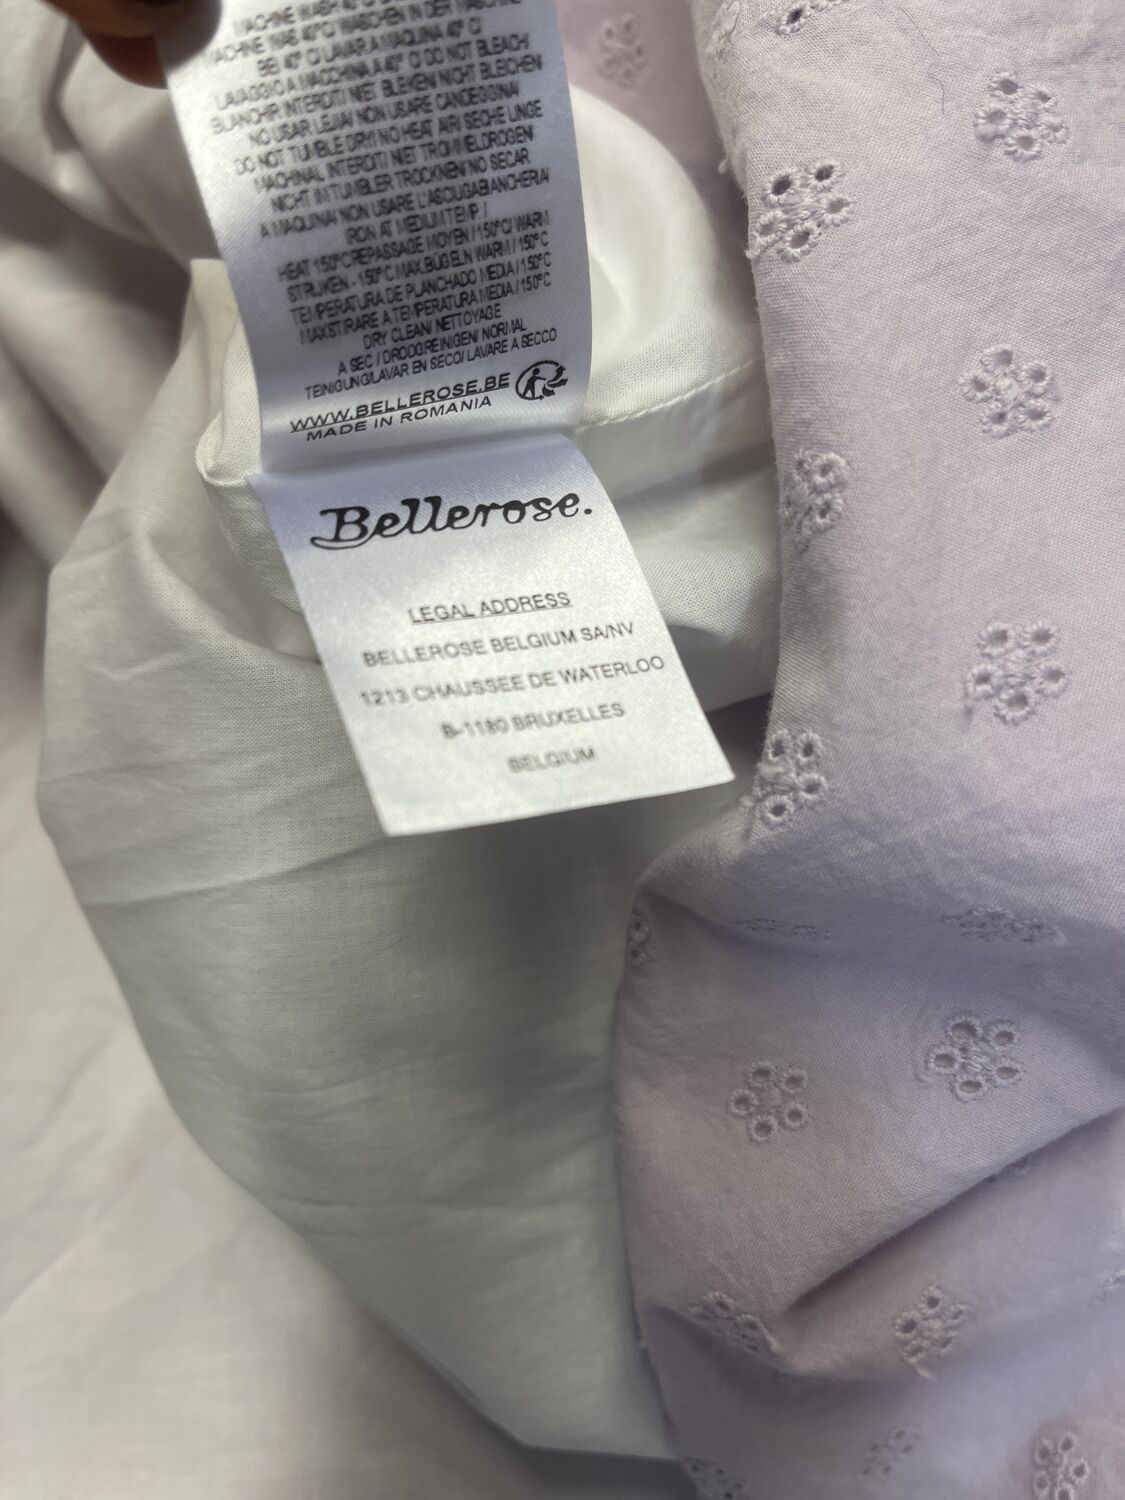 MACHINE WASH 40°C/
MACHINE WAS 40°C/ WASCHEN IN DER MASCHINE
BEI 40° C/ LAVAR A MAQUINA 40° C/
LAVAGGIO A MACCHINA A 40° C/ DO NOT BLEACH/
BLANCHIR INTERDIT/ NIET BLEKEN/ NICHT BLEICHEN/
NO USAR LEJIA/ NON USARE CANDEGGINA/
DO NOT TUMBLE DRY/ NO HEAT AIR/ SECHE LINGE
MACHINAL INTERDIT/ NIET TROMMELDROGEN/
NICHT IM TUMBLER TROCKNEN/ NO SECAR
A MAQUINA/ NON USARE L'ASCIUGABIANCHERIA/
IRON AT MEDIUM TEMP. /
HEAT 150°C REPASSAGE MOYEN / 150°C/ WARM
STRIJKEN - 150° C MAX.BÜGELN WARM / 150° C
TEMPERATURA DE PLANCHADO MEDIA / 150°C
MAXSTIRARE A TEMPERATURA MEDIA / 150°C
DRY CLEAN/ NETTOYAGE
A SEC / DROOGREINIGEN/ NORMAL
TEINIGUNG/LAVAR EN SECO/ LAVARE A SECCO
WWW.BELLEROSE.BE
MADE IN ROMANIA
Bellerose.
LEGAL ADDRESS
BELLEROSE BELGIUM SA/NV
1213 CHAUSSEE DE WATERLOO
B-1180 BRUXELLES
BELGIUM